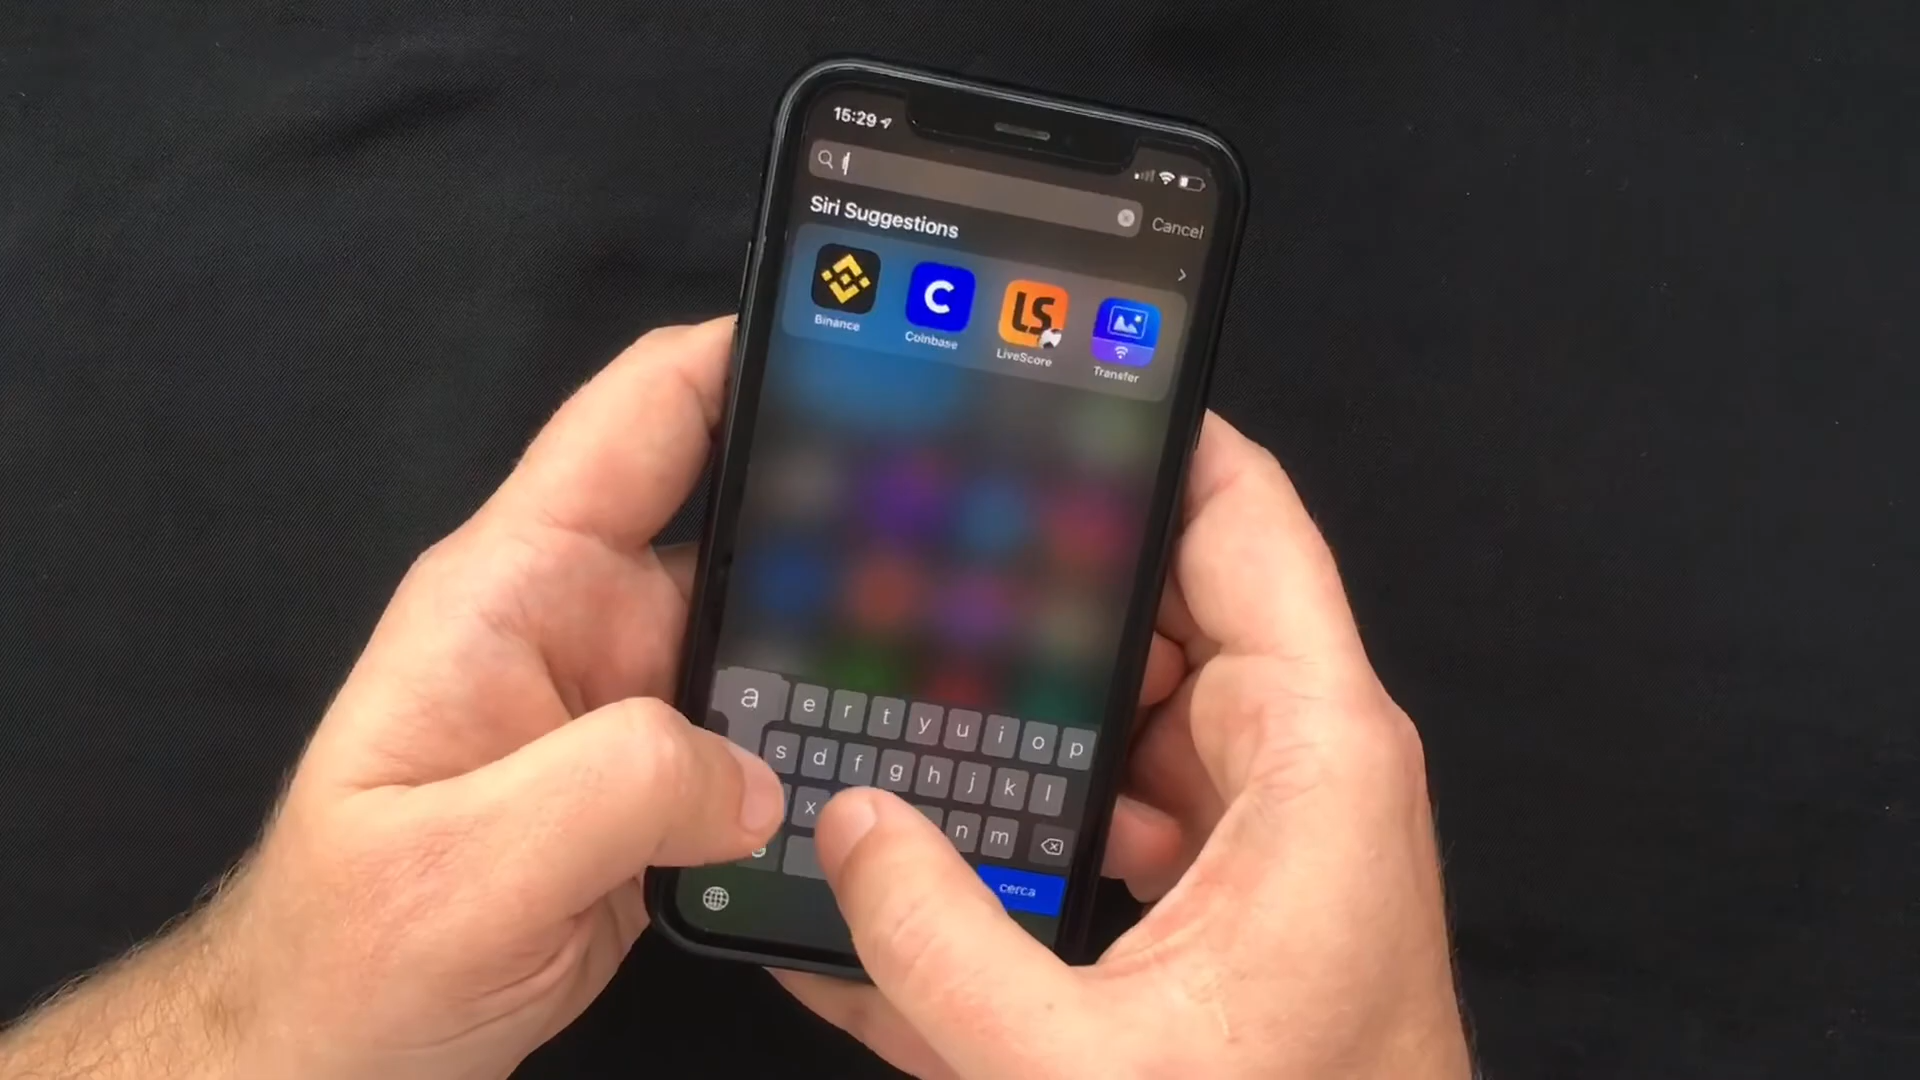 15:29
Cancel
Siri Suggestions
C
LS
Binance
Coinbase
LiveScore
Transfer
a e r t y u i o p
s d f g h j k l
x n m
cerca